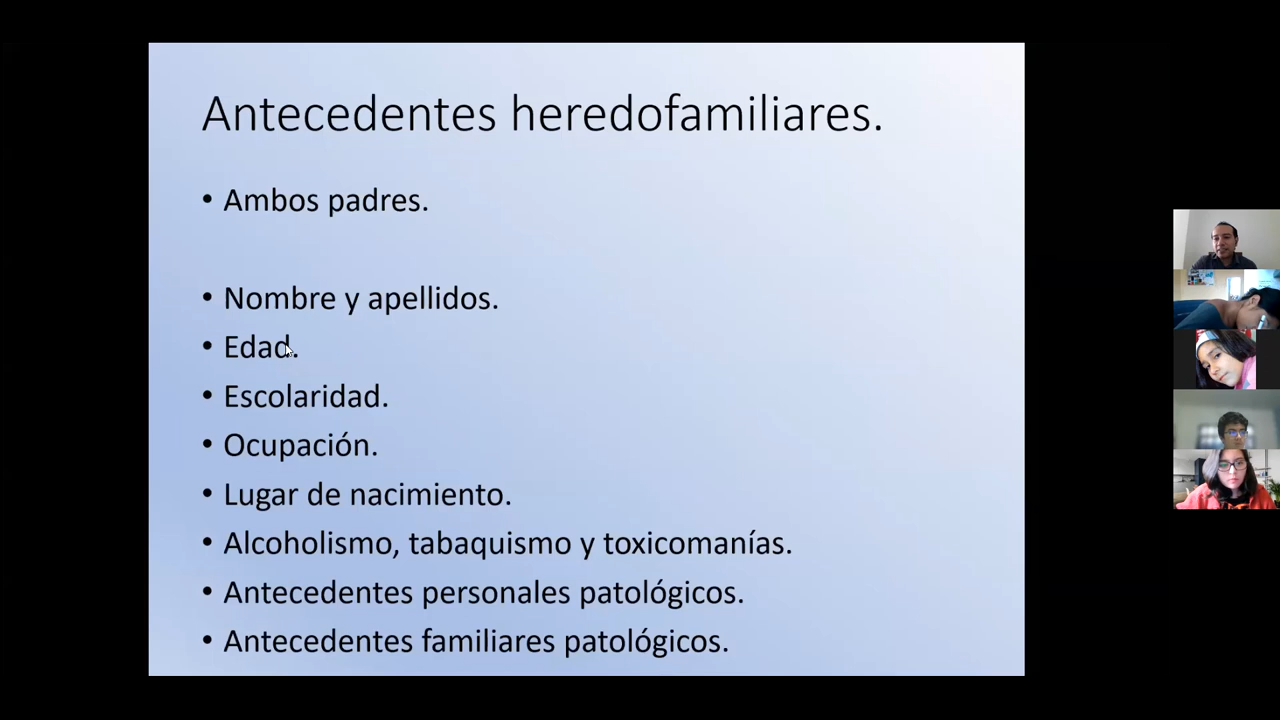 Antecedentes heredofamiliares.
• Ambos padres.
• Nombre y apellidos.
• Edad.
• Escolaridad.
• Ocupación.
• Lugar de nacimiento.
• Alcoholismo, tabaquismo y toxicomanías.
• Antecedentes personales patológicos.
• Antecedentes familiares patológicos.